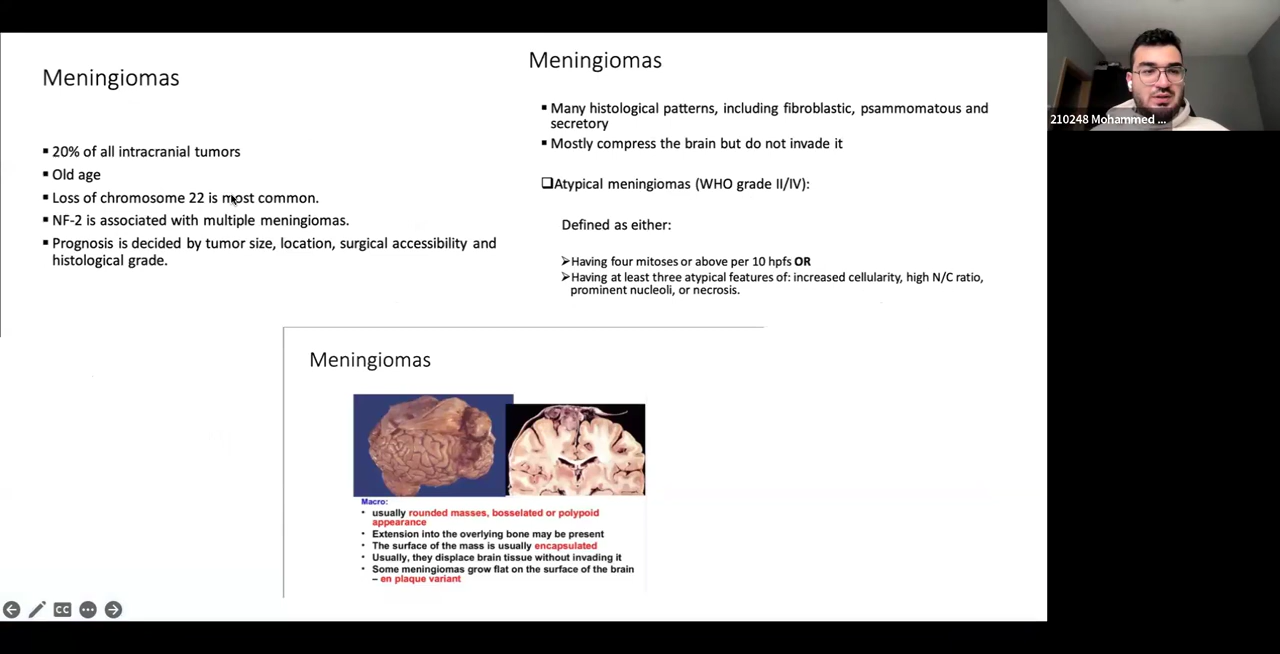 Meningiomas
▪ 20% of all intracranial tumors
▪ Old age
▪ Loss of chromosome 22 is most common.
▪ NF-2 is associated with multiple meningiomas.
▪ Prognosis is decided by tumor size, location, surgical accessibility and
histological grade.
Meningiomas
▪ Many histological patterns, including fibroblastic, psammomatous and
secretory
▪ Mostly compress the brain but do not invade it
❑Atypical meningiomas (WHO grade II/IV):
Defined as either:
➢Having four mitoses or above per 10 hpfs OR
➢Having at least three atypical features of: increased cellularity, high N/C ratio,
prominent nucleoli, or necrosis.
Meningiomas
Macro:
• usually rounded masses, bosselated or polypoid
appearance
• Extension into the overlying bone may be present
• The surface of the mass is usually encapsulated
• Usually, they displace brain tissue without invading it
• Some meningiomas grow flat on the surface of the brain
– en plaque variant
CC
210248 Mohammed ...